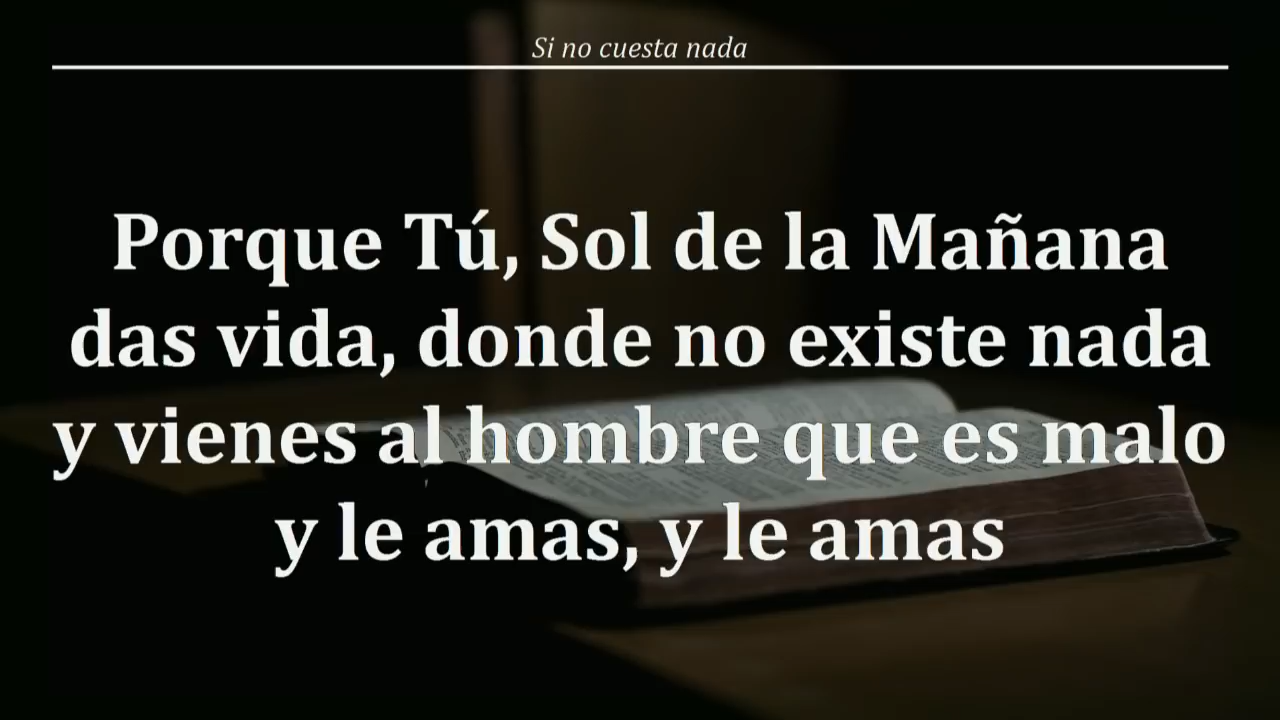 Si no cuesta nada
Porque Tú, Sol de la Mañana
das vida, donde no existe nada
y vienes al hombre que es malo
y le amas, y le amas